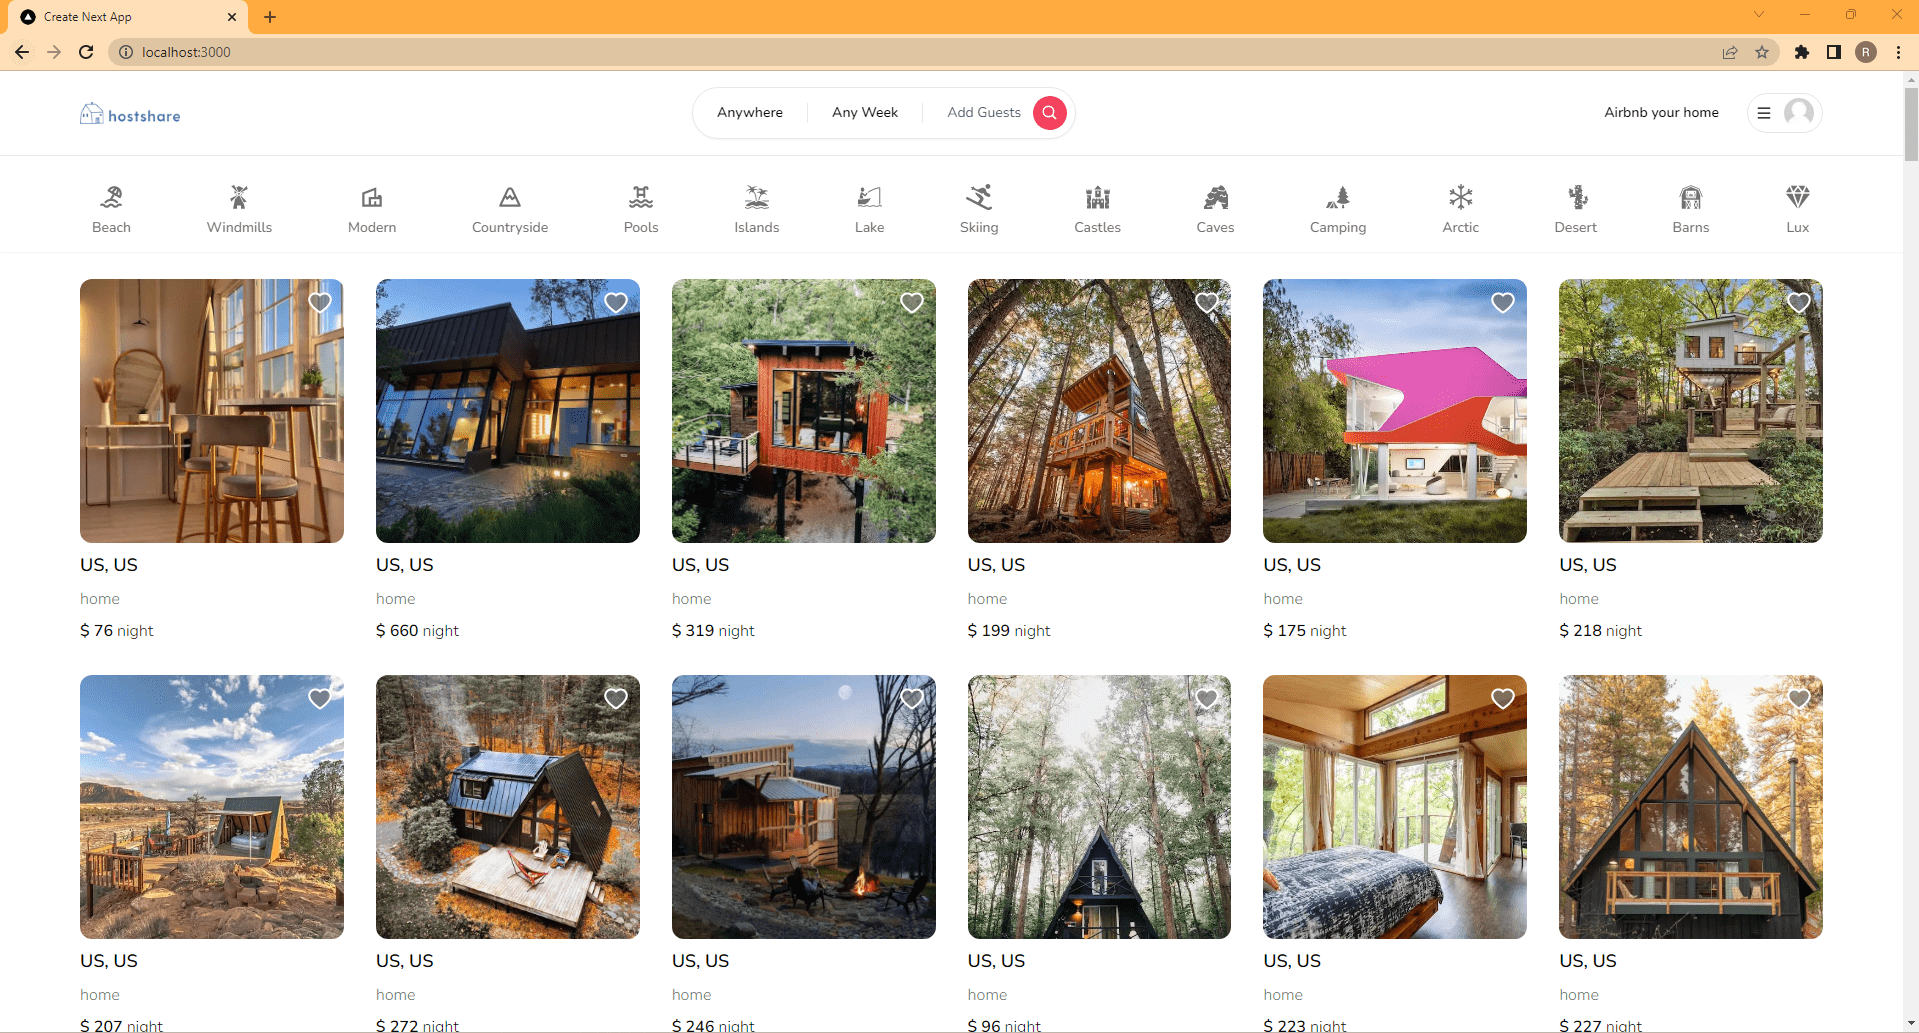 Create Next App
localhost:3000
R
hostshare
Anywhere Any Week Add Guests
Airbnb your home
Beach Windmills Modern Countryside Pools Islands Lake Skiing Castles Caves Camping Arctic Desert Barns Lux
US, US US, US US, US US, US US, US US, US
home home home home home home
$ 76 night $ 660 night $ 319 night $ 199 night $ 175 night $ 218 night
US, US US, US US, US US, US US, US US, US
home home home home home home
$ 207 night $ 272 night $ 246 night $ 96 night $ 223 night $ 227 night